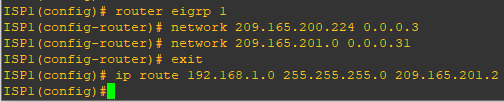 ISP1(config)# router eigrp 1
ISP1(config-router)# network 209.165.200.224 0.0.0.3
ISP1(config-router)# network 209.165.201.0 0.0.0.31
ISP1(config-router)# exit
ISP1(config)# ip route 192.168.1.0 255.255.255.0 209.165.201.2
ISP1(config)#